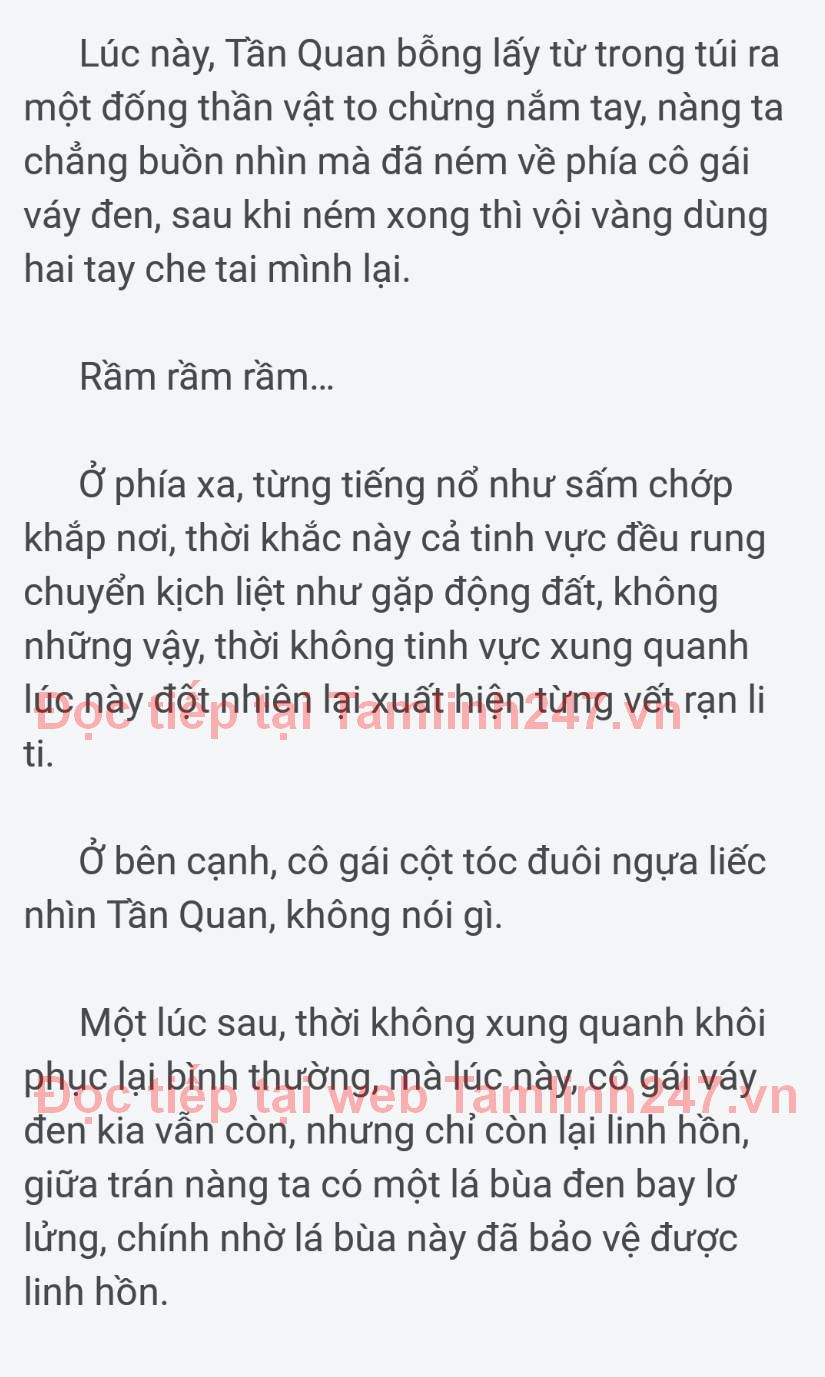 Lúc này, Tần Quan bỗng lấy từ trong túi ra
một đống thần vật to chừng nắm tay, nàng ta
chẳng buồn nhìn mà đã ném về phía cô gái
váy đen, sau khi ném xong thì vội vàng dùng
hai tay che tai mình lại.
Rầm rầm rầm...
Ở phía xa, từng tiếng nổ như sấm chớp
khắp nơi, thời khắc này cả tinh vực đều rung
chuyển kịch liệt như gặp động đất, không
những vậy, thời không tinh vực xung quanh
lúc này đột nhiên lại xuất hiện từng vết rạn li
Đọc tiếp tại Tamlinh247.vn
ti.
Ở bên cạnh, cô gái cột tóc đuôi ngựa liếc
nhìn Tần Quan, không nói gì.
Một lúc sau, thời không xung quanh khôi
phục lại bình thường, mà lúc này, cô gái váy
Đọc tiếp tại web Tamlinh247.vn
đen kia vẫn còn, nhưng chỉ còn lại linh hồn,
giữa trán nàng ta có một lá bùa đen bay lơ
lửng, chính nhờ lá bùa này đã bảo vệ được
linh hồn.